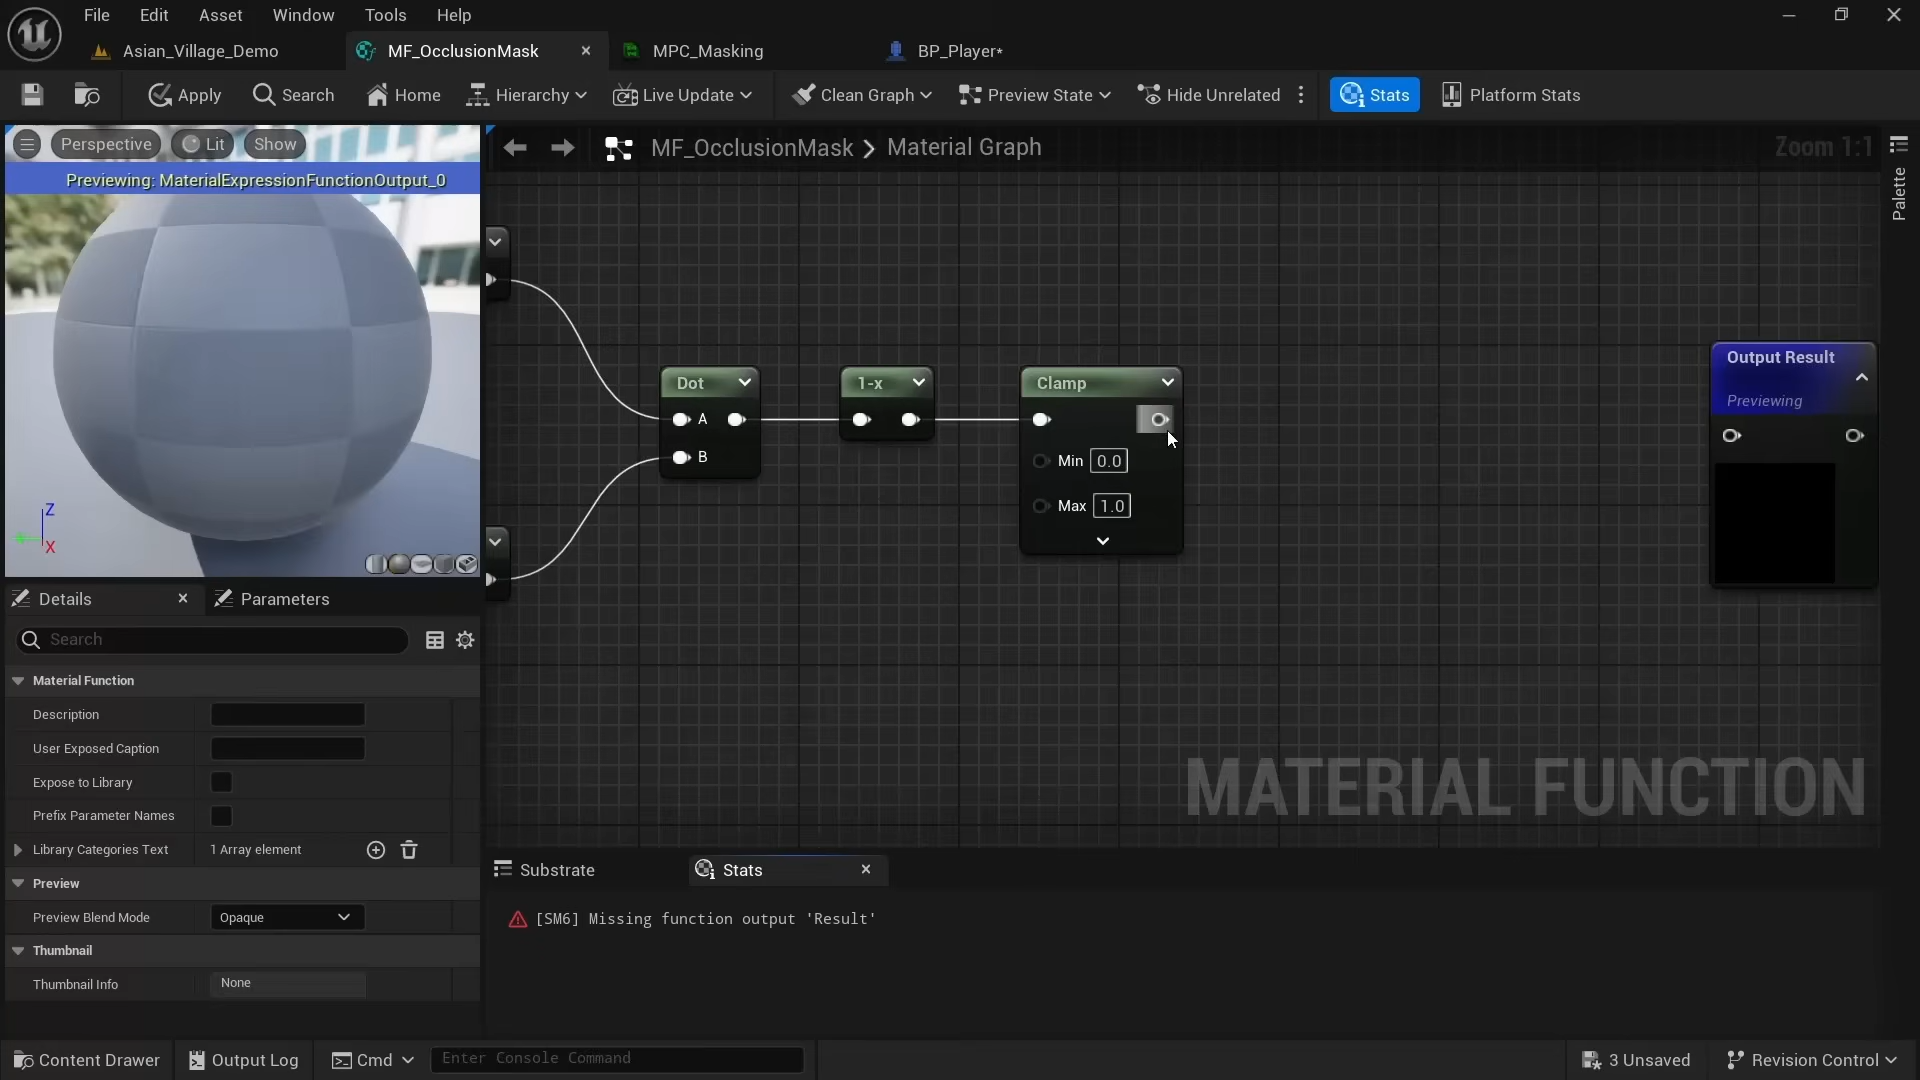 File Edit Asset Window Tools Help
Asian_Village_Demo MF_OcclusionMask MPC_Masking BP_Player*
Apply Search Home Hierarchy Live Update Clean Graph Preview State Hide Unrelated Stats Platform Stats
Perspective Lit Show
MF_OcclusionMask Material Graph Zoom 1:1
Previewing: MaterialExpressionFunctionOutput_0
Palette
Output Result
Previewing
Dot 1-x Clamp
A
B
Min 0.0
Max 1.0
Z
X
MATERIAL FUNCTION
Details Parameters
Search
Material Function
Description
User Exposed Caption
Expose to Library
Prefix Parameter Names
Library Categories Text 1 Array element
Preview
Preview Blend Mode Opaque
Thumbnail
Thumbnail Info None
Substrate Stats
[SM6] Missing function output 'Result'
Content Drawer Output Log Cmd Enter Console Command 3 Unsaved Revision Control